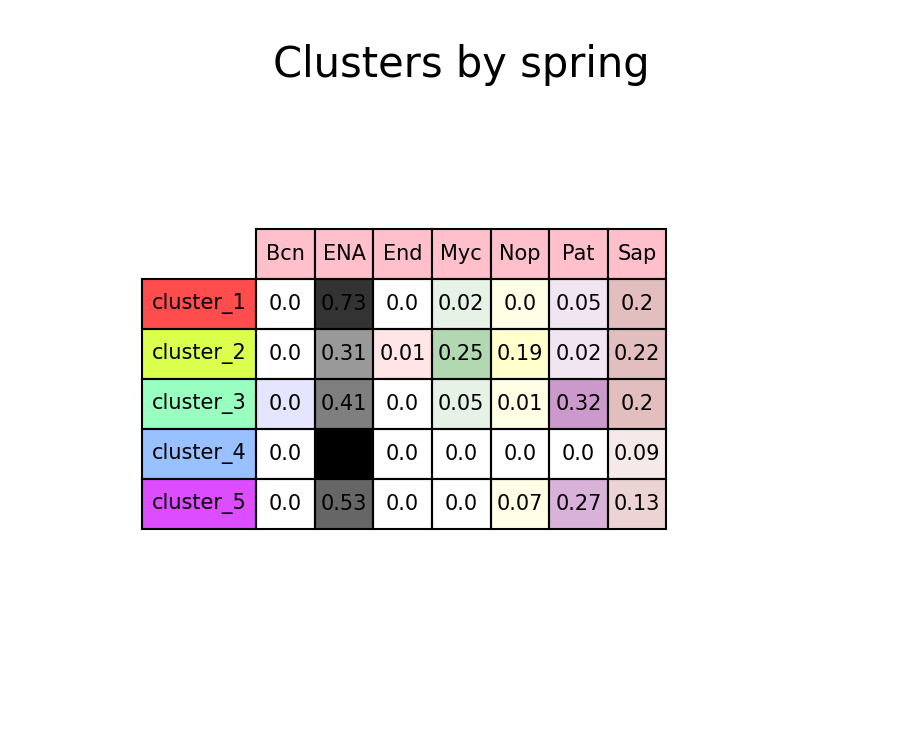 Clusters by spring
Bcn ENA End Myc Nop Pat Sap
cluster_1 0.0 0.73 0.0 0.02 0.0 0.05 0.2
cluster_2 0.0 0.31 0.01 0.25 0.19 0.02 0.22
cluster_3 0.0 0.41 0.0 0.05 0.01 0.32 0.2
cluster_4 0.0 0.0 0.0 0.0 0.0 0.09
cluster_5 0.0 0.53 0.0 0.0 0.07 0.27 0.13